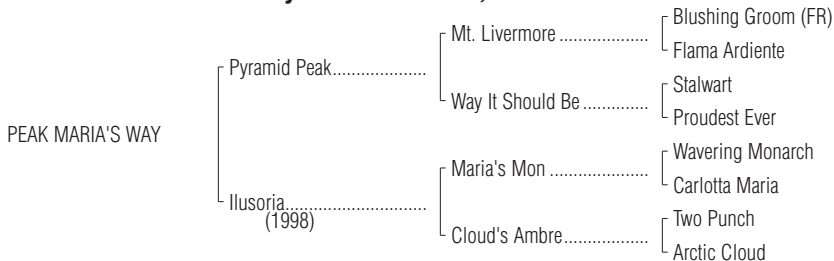 Blushing Groom (FR)
Mt. Livermore ....................
Flama Ardiente
Pyramid Peak.....................
Stalwart
Way It Should Be ...............
Proudest Ever
PEAK MARIA'S WAY
Wavering Monarch
Maria's Mon ......................
Carlotta Maria
Ilusoria................................
(1998)
Two Punch
Cloud's Ambre...................
Arctic Cloud